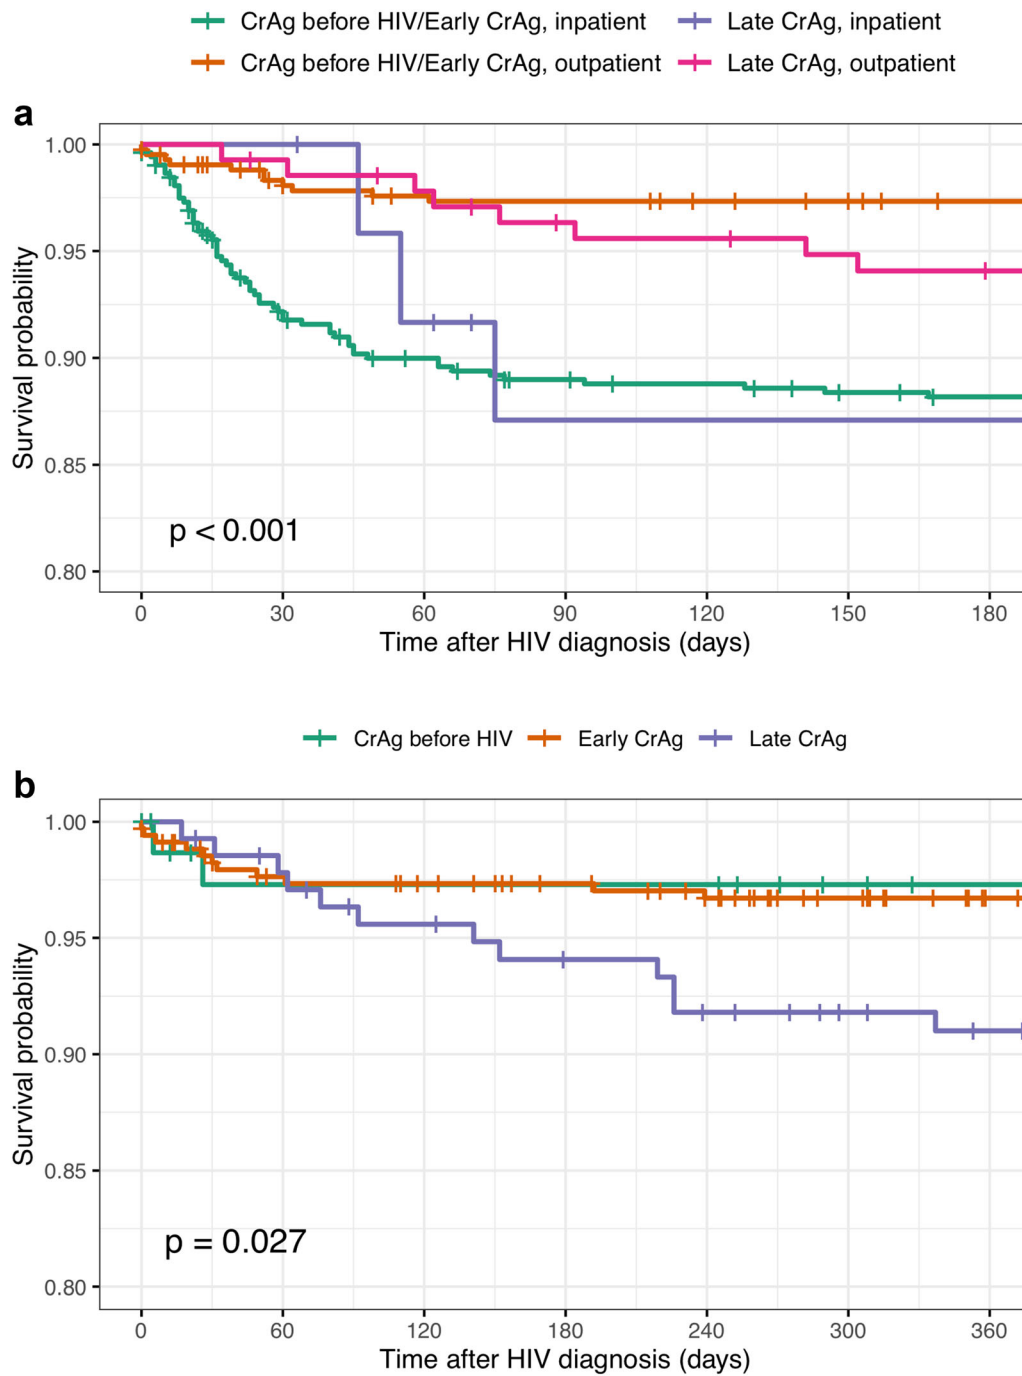 CrAg before HIV/Early CrAg, inpatient Late CrAg, inpatient
CrAg before HIV/Early CrAg, outpatient Late CrAg, outpatient
a
1.00
0.95
0.90
0.85
0.80
Survival probability
p < 0.001
0 30 60 90 120 150 180
Time after HIV diagnosis (days)
CrAg before HIV Early CrAg Late CrAg
b
1.00
0.95
0.90
0.85
0.80
Survival probability
p = 0.027
0 60 120 180 240 300 360
Time after HIV diagnosis (days)